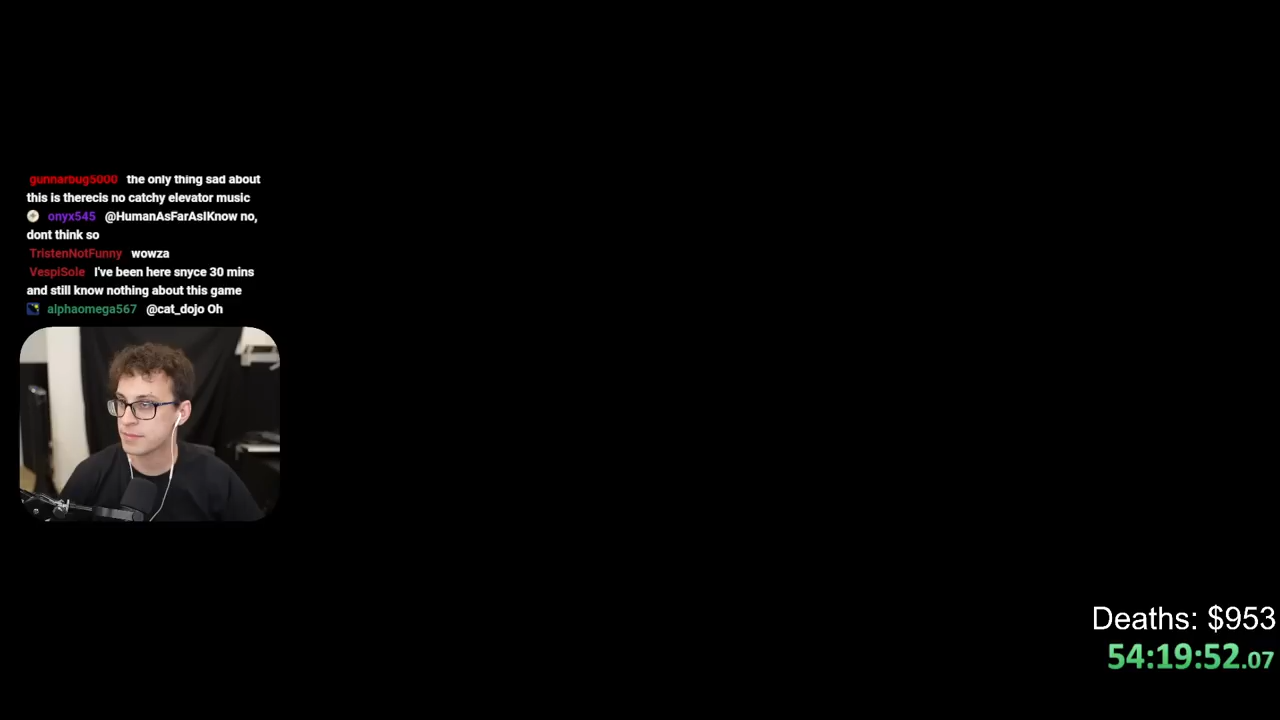 gunnarbug5000 the only thing sad about
this is therecis no catchy elevator music
onyx545 @HumanAsFarAsIKnow no,
dont think so
TristenNotFunny wowza
VespiSole I've been here snyce 30 mins
and still know nothing about this game
alphaomega567 @cat_dojo Oh
Deaths: $953
54:19:52.07